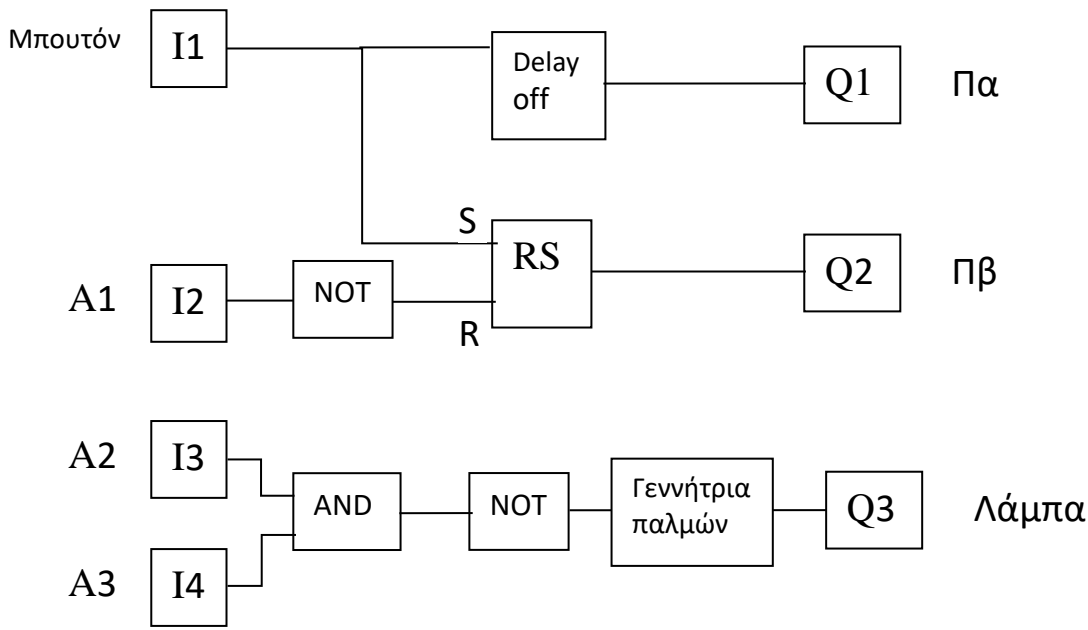 Μπουτόν
I1
Delay
off
Q1
Πα
S
RS
Q2
Πβ
A1
I2
NOT
R
A2
I3
AND
NOT
Γεννήτρια
παλμών
Q3
Λάμπα
A3
I4